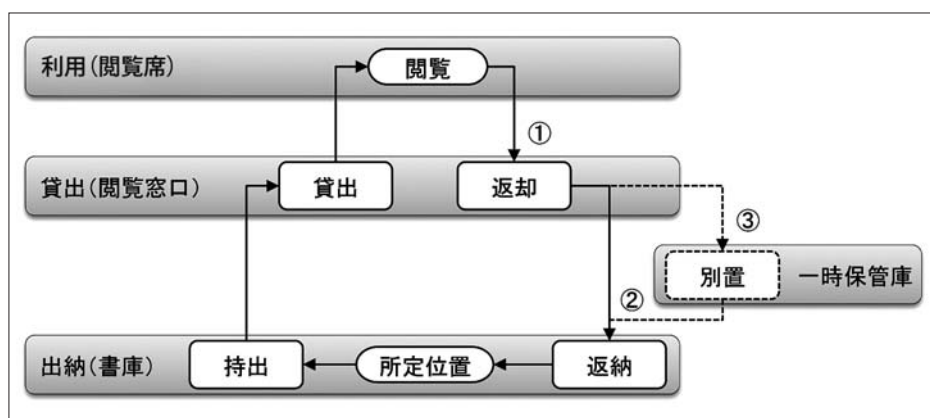 利用(閲覧席)
閲覧
①
貸出(閲覧窓口)
貸出
返却
③
別置
一時保管庫
②
出納(書庫)
持出
所定位置
返納